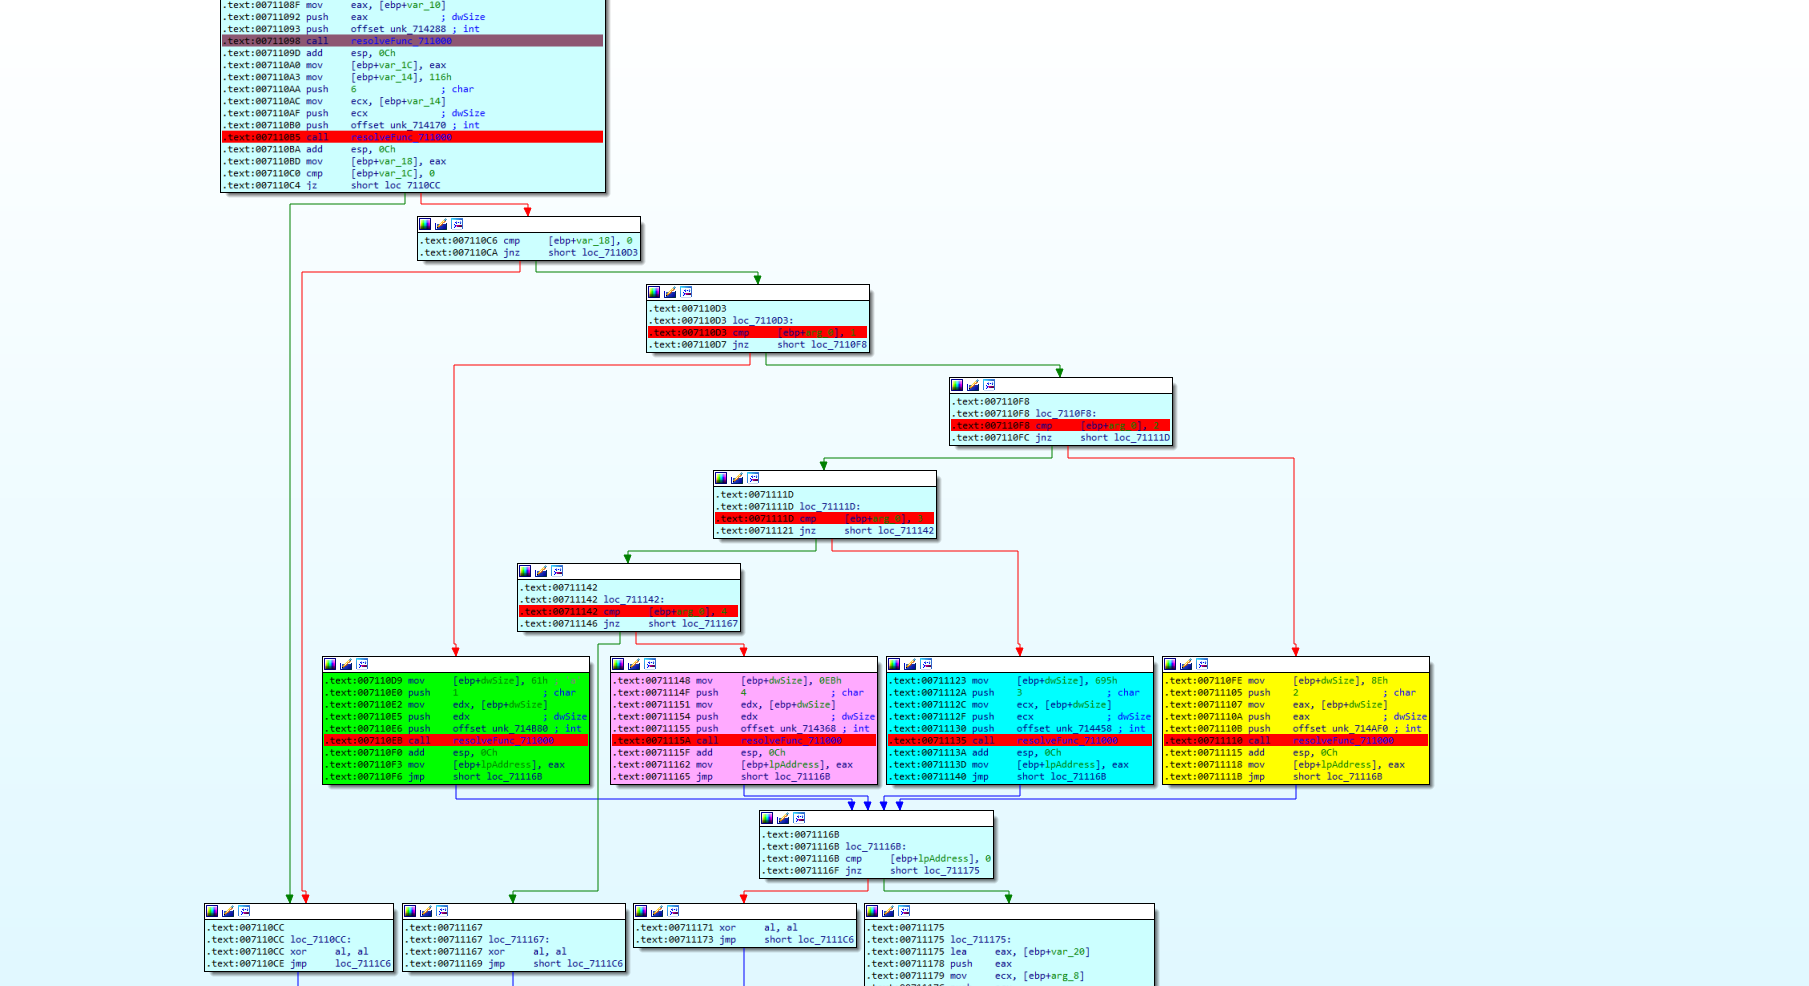 .text:0071108F mov eax, [ebp+var_10]
.text:00711092 push eax ; dwSize
.text:00711093 push offset unk_714288 ; int
.text:00711098 call resolveFunc_711000
.text:0071109D add esp, 0Ch
.text:007110A0 mov [ebp+var_1C], eax
.text:007110A3 mov [ebp+var_14], 116h
.text:007110AA push 6 ; char
.text:007110AC mov ecx, [ebp+var_14]
.text:007110AF push ecx ; dwSize
.text:007110B0 push offset unk_714170 ; int
.text:007110B5 call resolveFunc_711000
.text:007110BA add esp, 0Ch
.text:007110BD mov [ebp+var_18], eax
.text:007110C0 cmp [ebp+var_1C], 0
.text:007110C4 jz short loc_7110CC
.text:007110C6 cmp [ebp+var_18], 0
.text:007110CA jnz short loc_7110D3
.text:007110D3
.text:007110D3 loc_7110D3:
.text:007110D3 cmp [ebp+arg_0],
.text:007110D7 jnz short loc_7110F8
.text:007110F8
.text:007110F8 loc_7110F8:
.text:007110F8 cmp [ebp+arg_0], 2
.text:007110FC jnz short loc_71111D
.text:0071111D
.text:0071111D loc_71111D:
.text:0071111D cmp [ebp+arg_0],
.text:00711121 jnz short loc_711142
.text:00711142
.text:00711142 loc_711142:
.text:00711142 cmp [ebp+arg_0], 4
.text:00711146 jnz short loc_711167
.text:007110D9 mov [ebp+dwSize], 61h ; 'a'
.text:007110E0 push 1 ; char
.text:007110E2 mov edx, [ebp+dwSize]
.text:007110E5 push edx ; dwSize
.text:007110E6 push offset unk_714B80 ; int
.text:007110EB call resolveFunc_711000
.text:007110F0 add esp, 0Ch
.text:007110F3 mov [ebp+lpAddress], eax
.text:007110F6 jmp short loc_71116B
.text:00711148 mov [ebp+dwSize], 0EBh
.text:0071114F push 4 ; char
.text:00711151 mov edx, [ebp+dwSize]
.text:00711154 push edx ; dwSize
.text:00711155 push offset unk_714368 ; int
.text:0071115A call resolveFunc_711000
.text:0071115F add esp, 0Ch
.text:00711162 mov [ebp+lpAddress], eax
.text:00711165 jmp short loc_71116B
.text:00711123 mov [ebp+dwSize], 695h
.text:0071112A push 3 ; char
.text:0071112C mov ecx, [ebp+dwSize]
.text:0071112F push ecx ; dwSize
.text:00711130 push offset unk_714458 ; int
.text:00711135 call resolveFunc_711000
.text:0071113A add esp, 0Ch
.text:0071113D mov [ebp+lpAddress], eax
.text:00711140 jmp short loc_71116B
.text:007110FE mov [ebp+dwSize], 8Eh
.text:00711105 push 2 ; char
.text:00711107 mov eax, [ebp+dwSize]
.text:0071110A push eax ; dwSize
.text:0071110B push offset unk_714AF0 ; int
.text:00711110 call resolveFunc_711000
.text:00711115 add esp, 0Ch
.text:00711118 mov [ebp+lpAddress], eax
.text:0071111B jmp short loc_71116B
.text:0071116B
.text:0071116B loc_71116B:
.text:0071116B cmp [ebp+lpAddress], 0
.text:0071116F jnz short loc_711175
.text:007110CC
.text:007110CC loc_7110CC:
.text:007110CC xor al, al
.text:007110CE jmp loc_7111C6
.text:00711167
.text:00711167 loc_711167:
.text:00711167 xor al, al
.text:00711169 jmp short loc_7111C6
.text:00711171 xor al, al
.text:00711173 jmp short loc_7111C6
.text:00711175
.text:00711175 loc_711175:
.text:00711175 lea eax, [ebp+var_20]
.text:00711178 push eax
.text:00711179 mov ecx, [ebp+arg_8]